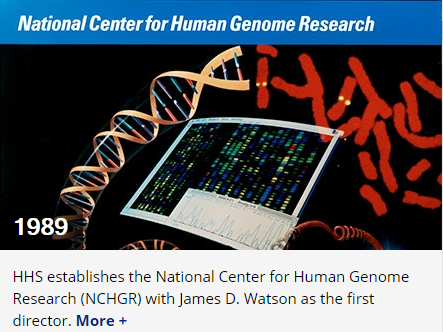 National Center for Human Genome Research
1989
HHS establishes the National Center for Human Genome
Research (NCHGR) with James D. Watson as the first
director. More +